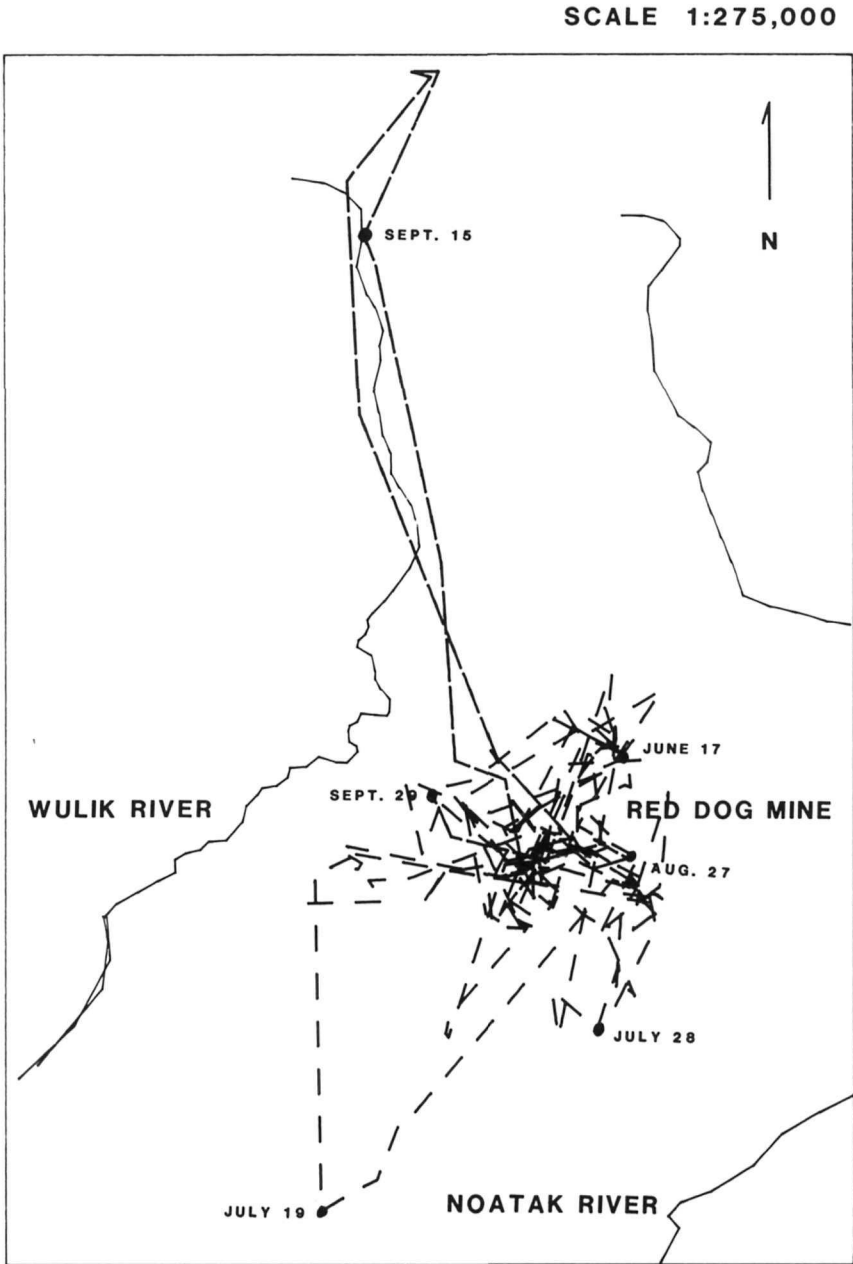 SCALE 1:275,000
N
SEPT. 15
JUNE 17
SEPT. 29
WULIK RIVER
RED DOG MINE
AUG. 27
JULY 28
JULY 19
NOATAK RIVER